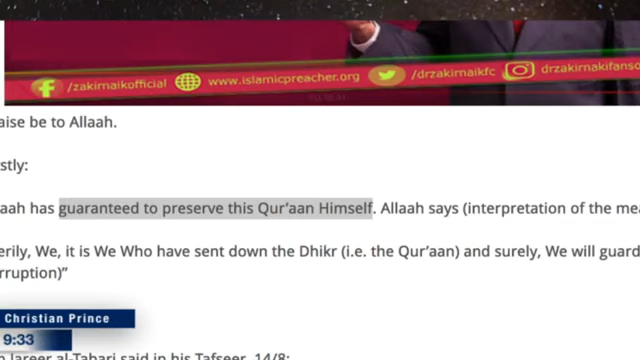 /zakirnaikofficial www.islamicpreacher.org /drzakirnaikfc drzakirnaikfanso
aise be to Allaah.
stly:
aah has guaranteed to preserve this Qur'aan Himself. Allaah says (interpretation of the mea
erily, We, it is We Who have sent down the Dhikr (i.e. the Qur'aan) and surely, We will guard
rruption)"
Christian Prince
9:33
Jareer al-Tabari said in his Tafseer, 14/8: